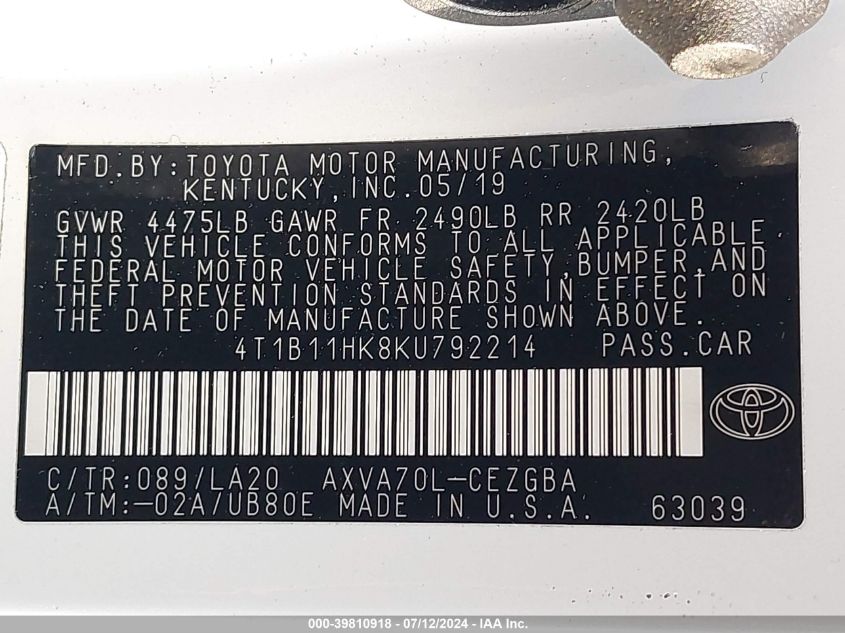 MFD.BY:TOYOTA MOTOR MANUFACTURING,
KENTUCKY,INC.05/19
GVWR 4475LB GAWR FR 2490LB RR 2420LB
THIS VEHICLE CONFORMS TO ALL APPLICABLE
FEDERAL MOTOR VEHICLE SAFETY,BUMPER,AND
THEFT PREVENTION STANDARDS IN EFFECT ON
THE DATE OF MANUFACTURE SHOWN ABOVE.
4T1B11HK8KU792214 PASS.CAR
C/TR:089/LA20 AXVA70L-CEZGBA
A/TM:-02A/UB80E MADE IN U.S.A. 63039
000-39810918 - 07/12/2024 - IAA Inc.